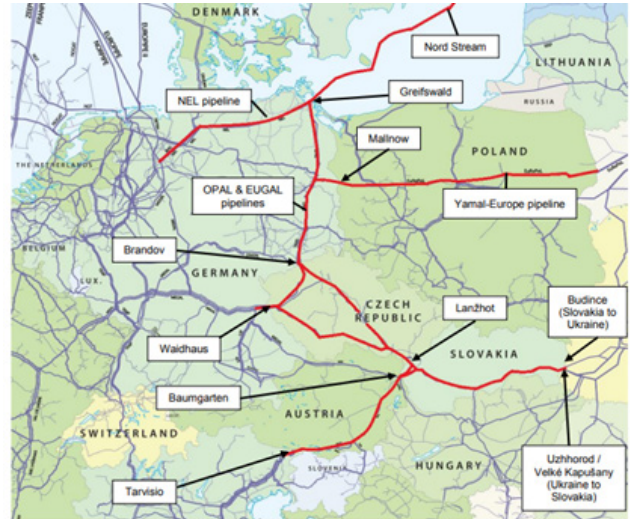 DENMARK
Nord Stream
LITHUANIA
NEL pipeline
Greifswald
RUSSIA
Mallnow
POLAND
THE NETHERLANDS
OPAL & EUGAL
pipelines
Yamal-Europe pipeline
BELGIUM
Brandov
GERMANY
LUX.
CZECH
REPUBLIC
Lanžhot
Budince
(Slovakia to
Ukraine)
Waidhaus
SLOVAKIA
Baumgarten
AUSTRIA
SWITZERLAND
Uzhhorod /
Velké Kapušany
(Ukraine to
Slovakia)
HUNGARY
SLOVENIA
Tarvisio